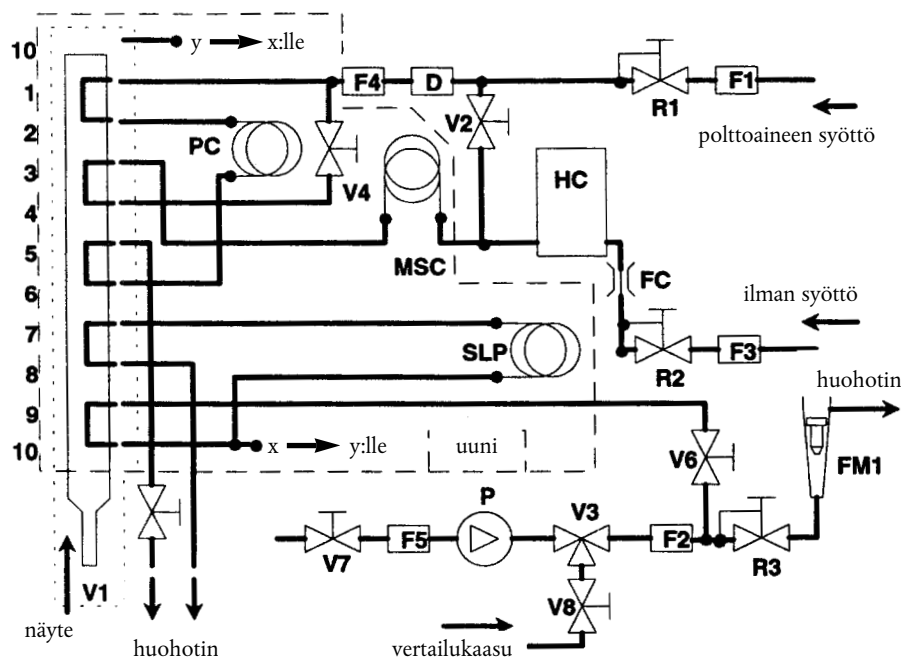 10
y x:lle
1
F4
D
R1
F1
polttoaineen syöttö
2
PC
V2
3
V4
HC
4
5
MSC
FC
6
ilman syöttö
7
SLP
R2
F3
8
huohotin
9
10
x y:lle
uuni
V6
FM1
P
V3
V7
F5
F2
R3
V1
V8
näyte
huohotin
vertailukaasu